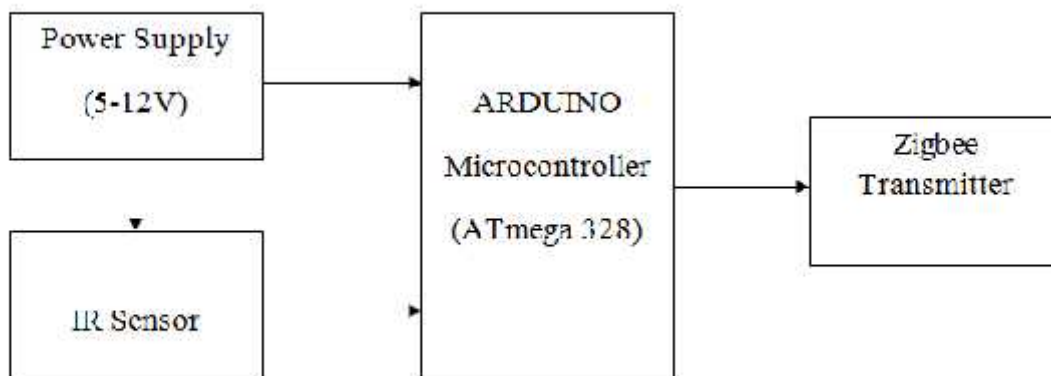 Power Supply
(5-12V)
ARDUINO
Microcontroller
(ATmega 328)
Zigbee
Transmitter
IR Sensor